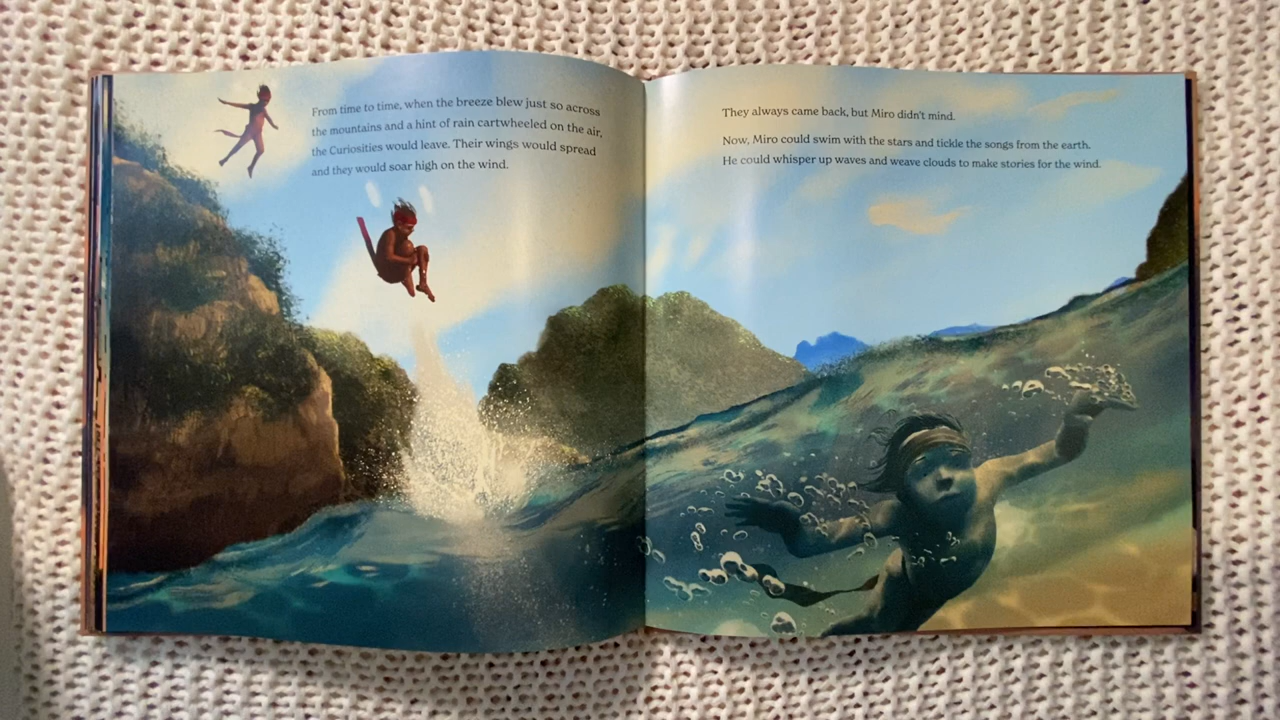 From time to time, when the breeze blew just so across
the mountains and a hint of rain cartwheeled on the air,
the Curiosities would leave. Their wings would spread
and they would soar high on the wind.
They always came back, but Miro didn't mind.
Now, Miro could swim with the stars and tickle the songs from the earth.
He could whisper up waves and weave clouds to make stories for the wind.